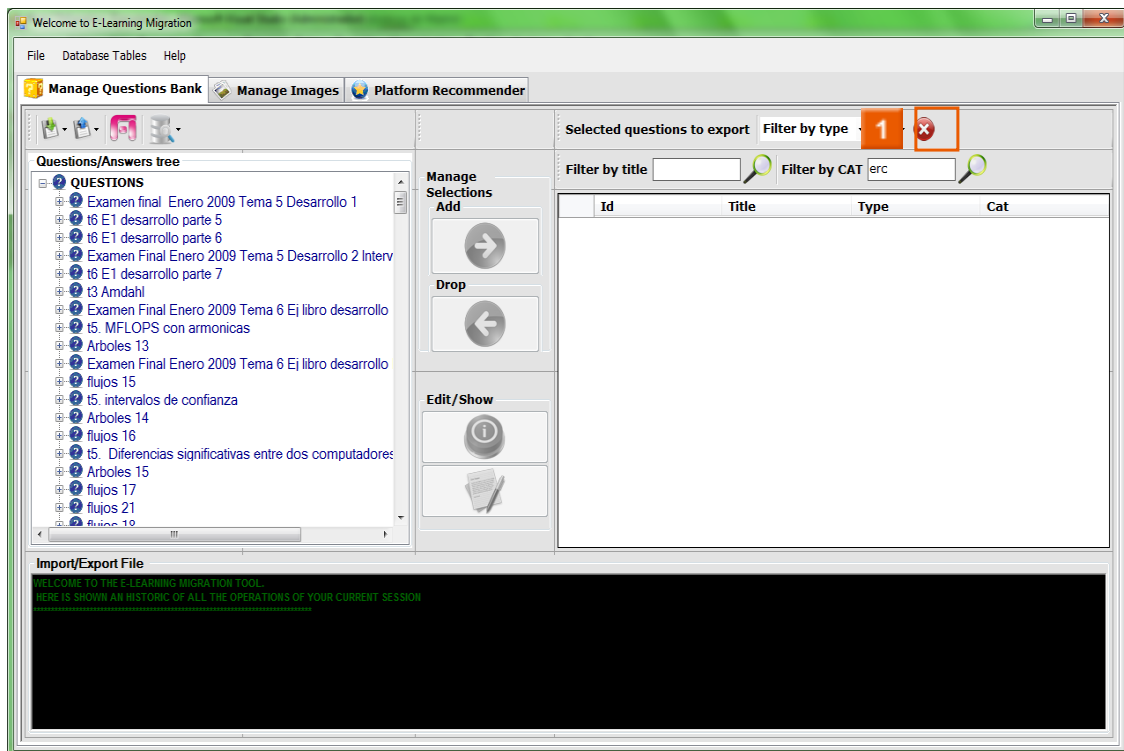 Welcome to E-Learning Migration
File Database Tables Help
Manage Questions Bank Manage Images Platform Recommender
Selected questions to export Filter by type 1
Questions/Answers tree
Filter by title Filter by CAT erc
Manage Selections
Add
Drop
Edit/Show
QUESTIONS
Examen final Enero 2009 Tema 5 Desarrollo 1
t6 E1 desarrollo parte 5
t6 E1 desarrollo parte 6
Examen Final Enero 2009 Tema 5 Desarrollo 2 Interv
t6 E1 desarrollo parte 7
t3 Amdahl
Examen Final Enero 2009 Tema 6 Ej libro desarrollo
t5. MFLOPS con armonicas
Arboles 13
Examen Final Enero 2009 Tema 6 Ej libro desarrollo
flujos 15
t5. intervalos de confianza
Arboles 14
flujos 16
t5. Diferencias significativas entre dos computadores
Arboles 15
flujos 17
flujos 21
flujos 18
Id Title Type Cat
Import/Export File
WELCOME TO THE E-LEARNING MIGRATION TOOL.
HERE IS SHOWN AN HISTORIC OF ALL THE OPERATIONS OF YOUR CURRENT SESSION